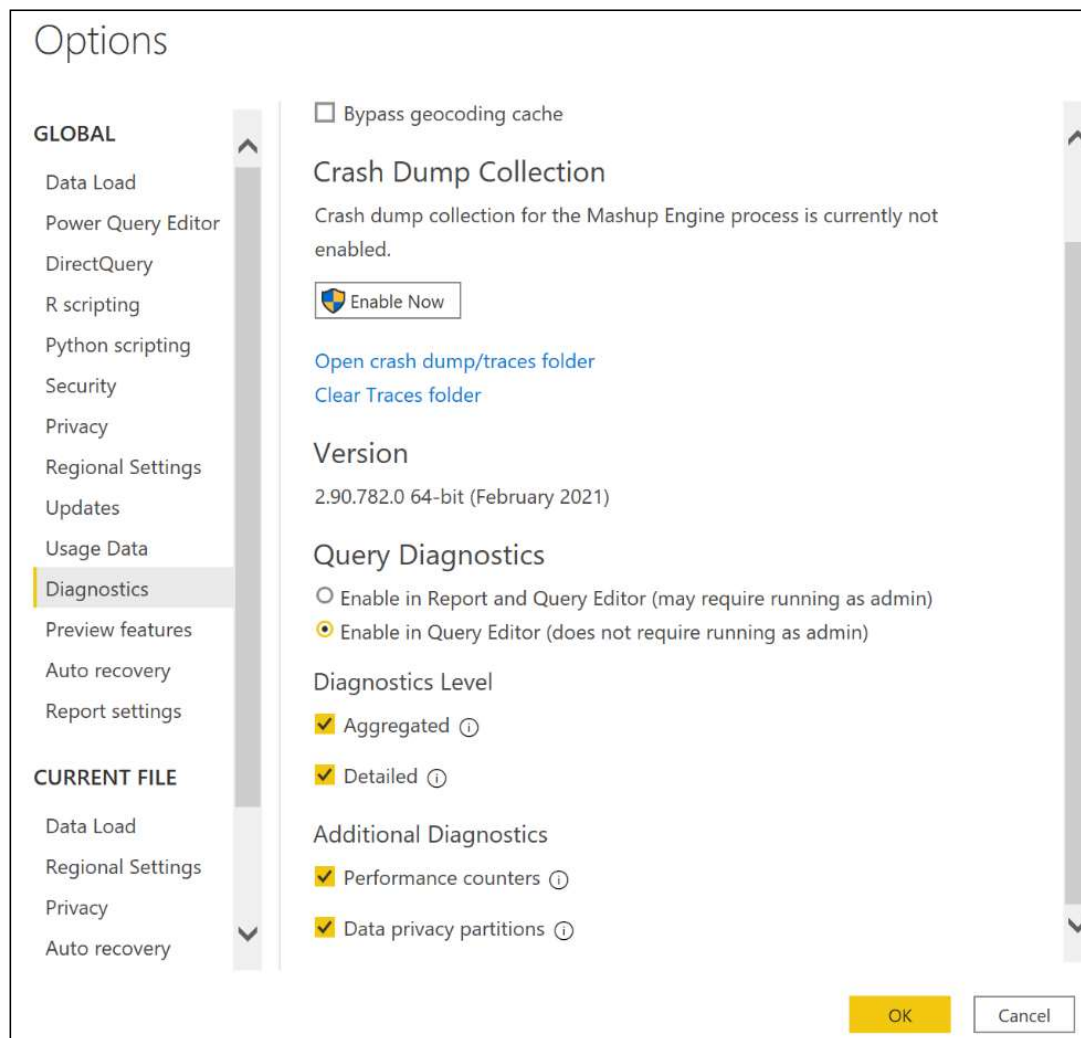 Options
GLOBAL
Data Load
Power Query Editor
DirectQuery
R scripting
Python scripting
Security
Privacy
Regional Settings
Updates
Usage Data
Diagnostics
Preview features
Auto recovery
Report settings
CURRENT FILE
Data Load
Regional Settings
Privacy
Auto recovery
Bypass geocoding cache
Crash Dump Collection
Crash dump collection for the Mashup Engine process is currently not
enabled.
Enable Now
Open crash dump/traces folder
Clear Traces folder
Version
2.90.782.0 64-bit (February 2021)
Query Diagnostics
Enable in Report and Query Editor (may require running as admin)
Enable in Query Editor (does not require running as admin)
Diagnostics Level
Aggregated
Detailed
Additional Diagnostics
Performance counters
Data privacy partitions
OK
Cancel